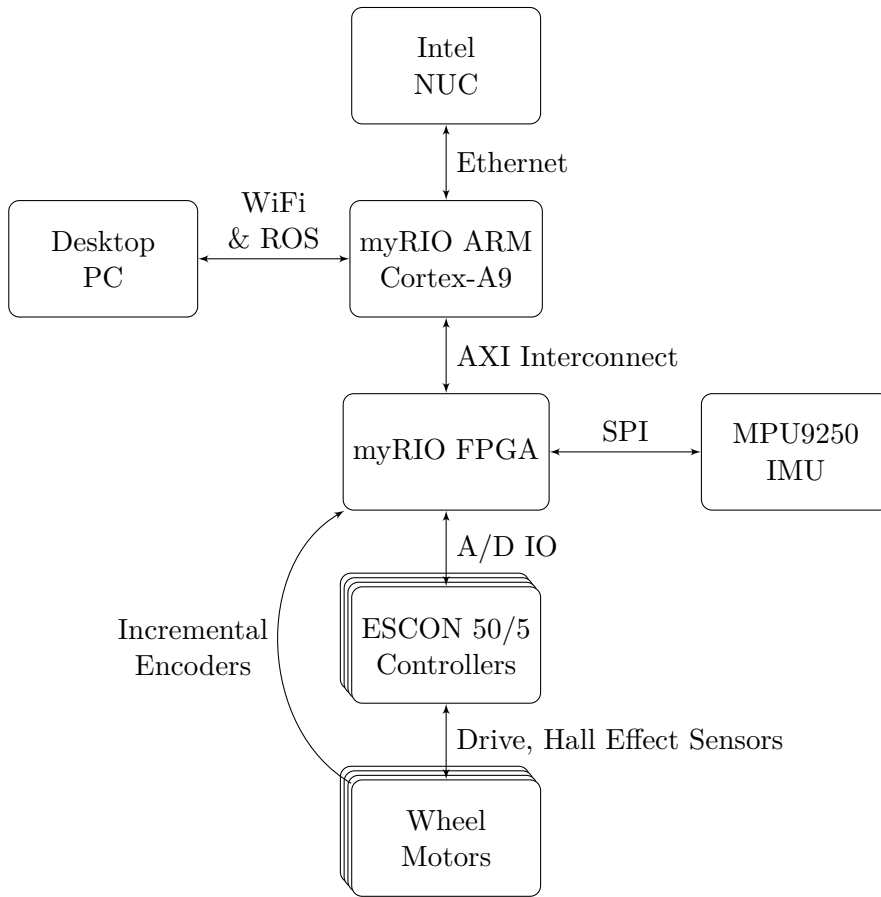 Intel
NUC
Ethernet
WiFi
& ROS
Desktop
PC
myRIO ARM
Cortex-A9
AXI Interconnect
myRIO FPGA
SPI
MPU9250
IMU
A/D IO
Incremental
Encoders
ESCON 50/5
Controllers
Drive, Hall Effect Sensors
Wheel
Motors